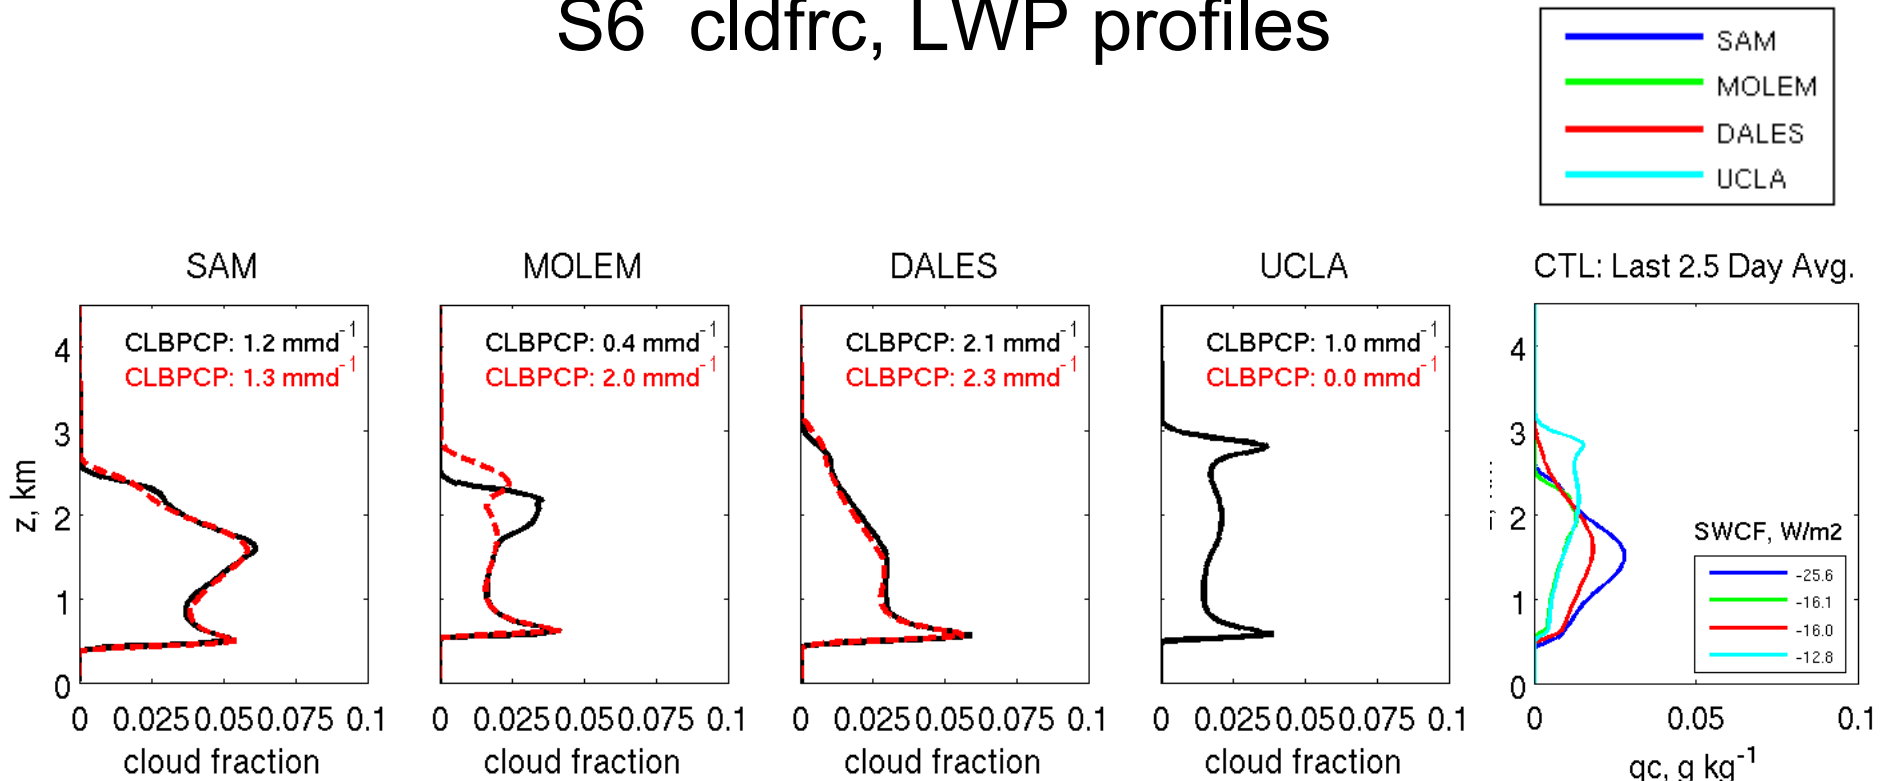 S6 cldfrc, LWP profiles
SAM
MOLEM
DALES
UCLA
SAM
CLBPCP: 1.2 mmd-1
CLBPCP: 1.3 mmd-1
z, km
4
3
2
1
0
0 0.025 0.05 0.075 0.1
cloud fraction
MOLEM
CLBPCP: 0.4 mmd-1
CLBPCP: 2.0 mmd-1
0 0.025 0.05 0.075 0.1
cloud fraction
DALES
CLBPCP: 2.1 mmd-1
CLBPCP: 2.3 mmd-1
0 0.025 0.05 0.075 0.1
cloud fraction
UCLA
CLBPCP: 1.0 mmd-1
CLBPCP: 0.0 mmd-1
0 0.025 0.05 0.075 0.1
cloud fraction
CTL: Last 2.5 Day Avg.
4
3
2
1
0
SWCF, W/m2
-25.6
-16.1
-16.0
-12.8
0 0.05 0.1
qc, g kg-1